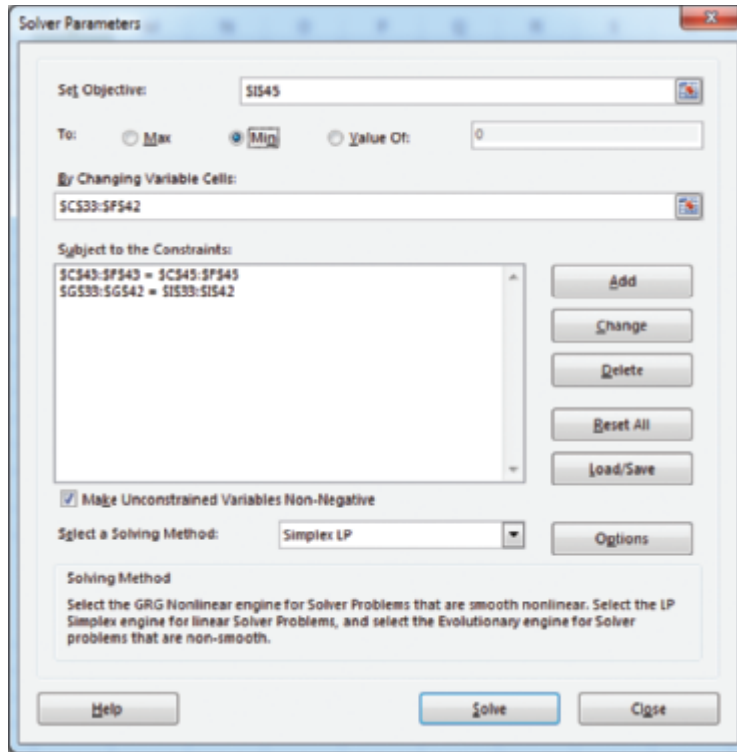 Solver Parameters
Set Objective: $I$45
To: Max Min Value Of: 0
By Changing Variable Cells:
$C$33:$F$42
Subject to the Constraints:
$C$43:$F$43 = $C$45:$F$45
$G$33:$G$42 = $I$33:$I$42
Add
Change
Delete
Reset All
Load/Save
Make Unconstrained Variables Non-Negative
Select a Solving Method: Simplex LP Options
Solving Method
Select the GRG Nonlinear engine for Solver Problems that are smooth nonlinear. Select the LP
Simplex engine for linear Solver Problems, and select the Evolutionary engine for Solver
problems that are non-smooth.
Help Solve Close